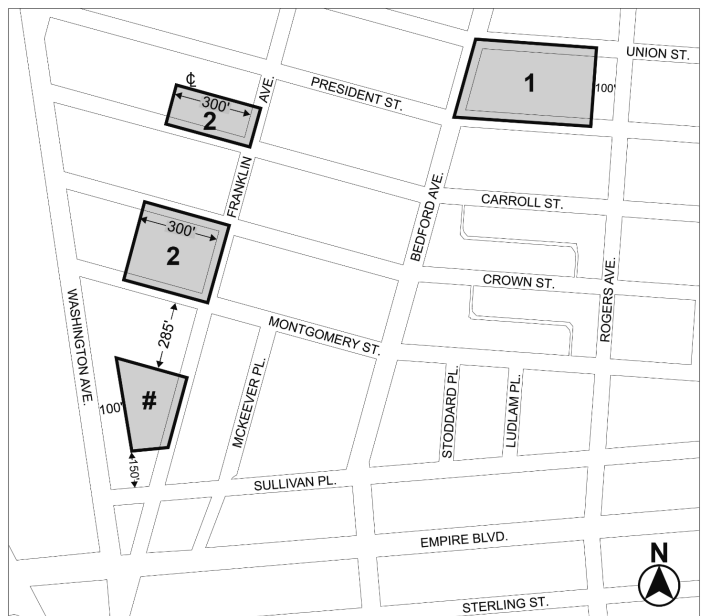 UNION ST.
1
100'
℄
300'
2
AVE.
PRESIDENT ST.
FRANKLIN
BEDFORD AVE.
CARROLL ST.
300'
2
CROWN ST.
ROGERS AVE.
WASHINGTON AVE.
285'
MONTGOMERY ST.
MCKEEVER PL.
STODDARD PL.
LUDLAM PL.
100'
#
150'
SULLIVAN PL.
EMPIRE BLVD.
N
STERLING ST.